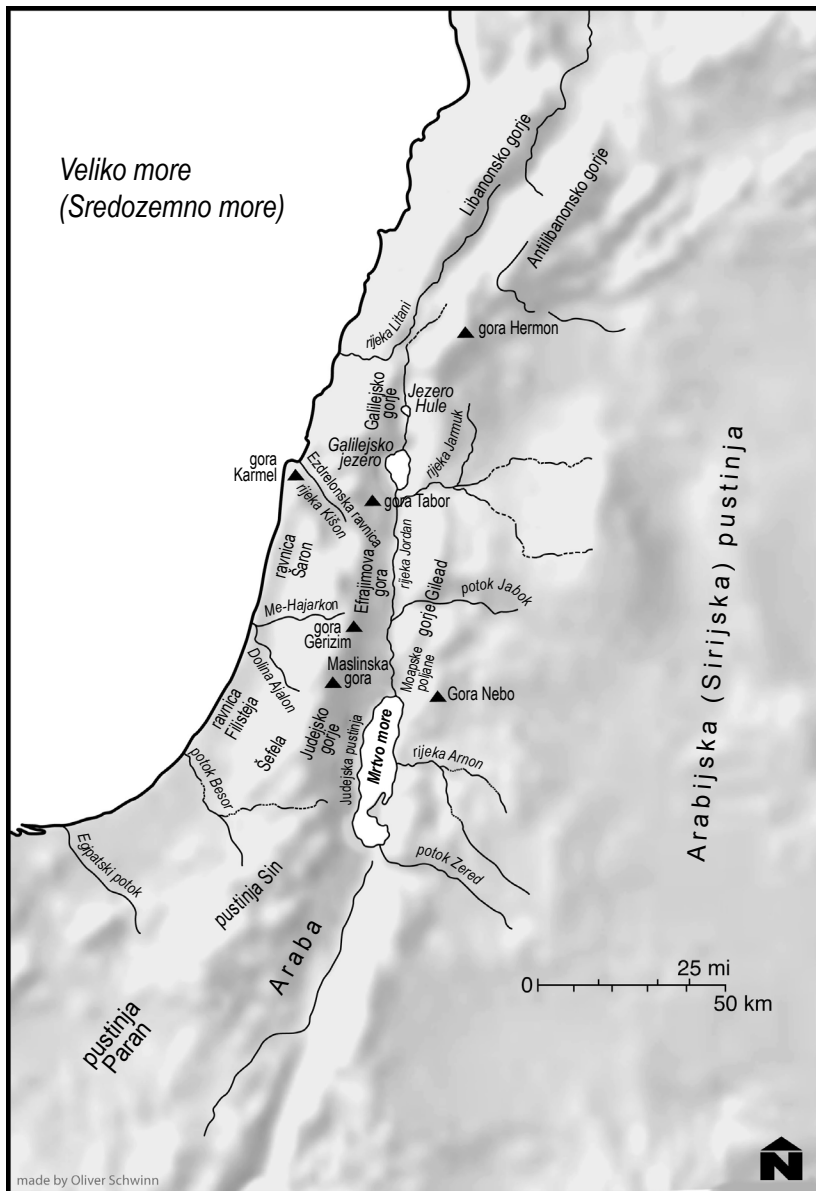 Veliko more
(Sredozemno more)
Libanonsko gorje
Antilibanonsko gorje
rijeka Litani
gora Hermon
Galilejsko
gorje
Jezero
Hule
Galilejsko
jezero
rijeka Jarmuk
gora
Karmel
rijeka Kišon
Ezdrelonska ravnica
gora Tabor
ravnica
Šaron
Efrajimova
gora
rijeka Jordan
gorje Gilead
potok Jabok
Me-Hajarkon
gora
Gerizim
Maslinska
gora
Dolina Ajalon
Moapske
poljane
Gora Nebo
ravnica
Filisteja
Šefela
Judejsko
gorje
Judejska pustinja
Mrtvo more
rijeka Arnon
potok Besor
Egipatski potok
potok Zered
pustinja Sin
Araba
pustinja
Paran
Arabijska (Sirijska) pustinja
25 mi
0
50 km
N
made by Oliver Schwinn